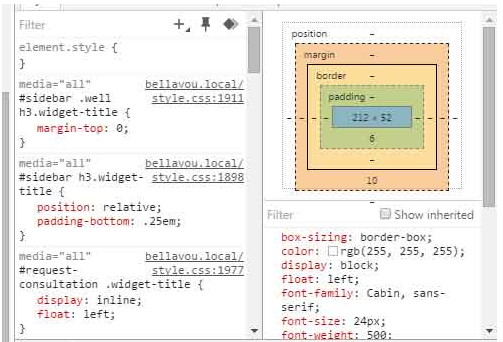 Filter
element.style {
}
media="all" bellavou.local/
#sidebar .well style.css:1911
h3.widget-title {
margin-top: 0;
}
media="all" bellavou.local/
#sidebar h3.widget- style.css:1898
title {
position: relative;
padding-bottom: .25em;
}
media="all" bellavou.local/
#request- style.css:1977
consultation .widget-title {
display: inline;
float: left;
}
position –
margin –
border –
padding –
– – – – 212 × 52 – – – –
6
–
10
–
Filter Show inherited
box-sizing: border-box;
color: rgb(255, 255, 255);
display: block;
float: left;
font-family: Cabin, sans-
serif;
font-size: 24px;
font-weight: 500;